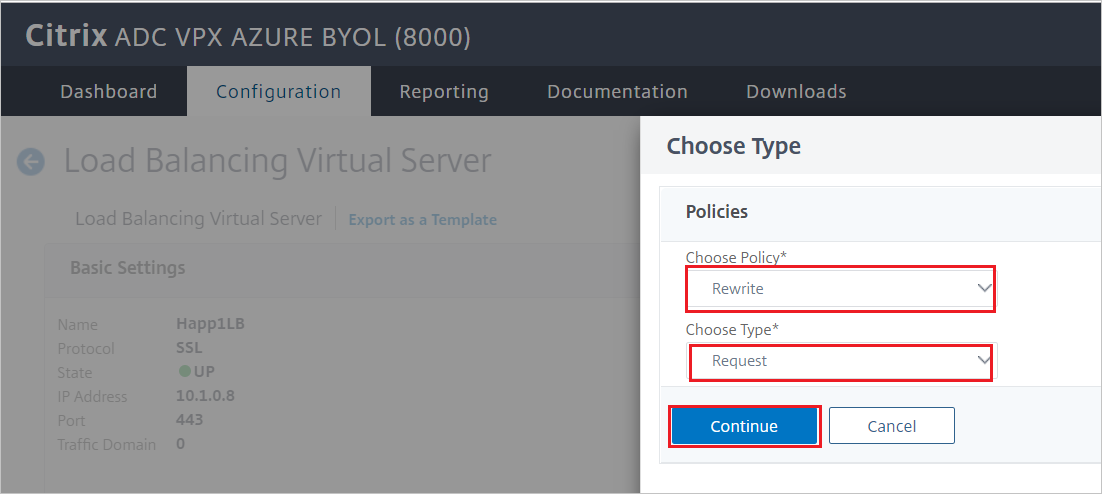 Citrix ADC VPX AZURE BYOL (8000)
Dashboard Configuration Reporting Documentation Downloads
Load Balancing Virtual Server
Load Balancing Virtual Server Export as a Template
Basic Settings
Name Happ1LB
Protocol SSL
State UP
IP Address 10.1.0.8
Port 443
Traffic Domain 0
Choose Type
Policies
Choose Policy*
Rewrite
Choose Type*
Request
Continue Cancel